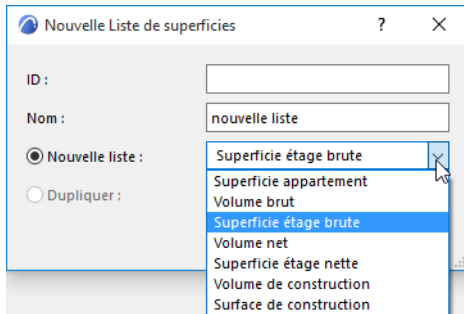 Nouvelle Liste de superficies ?
ID :
Nom : nouvelle liste
Nouvelle liste : Superficie étage brute
Dupliquer :
Superficie appartement
Volume brut
Superficie étage brute
Volume net
Superficie étage nette
Volume de construction
Surface de construction